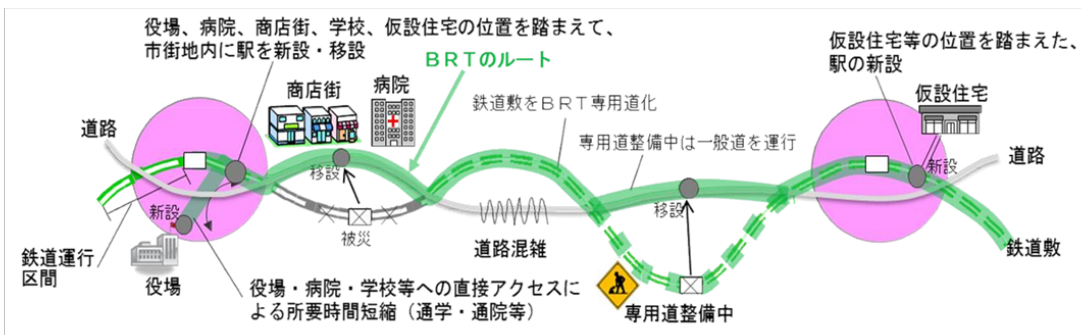 役場、病院、商店街、学校、仮設住宅の位置を踏まえて、
市街地内に駅を新設・移設
ＢＲＴのルート
仮設住宅等の位置を踏まえた、
駅の新設
商店街
病院
鉄道敷をＢＲＴ専用道化
仮設住宅
道路
専用道整備中は一般道を運行
道路
移設
新設
新設
移設
被災
道路混雑
鉄道運行
区間
役場
鉄道敷
役場・病院・学校等への直接アクセスに
よる所要時間短縮（通学・通院等）
専用道整備中